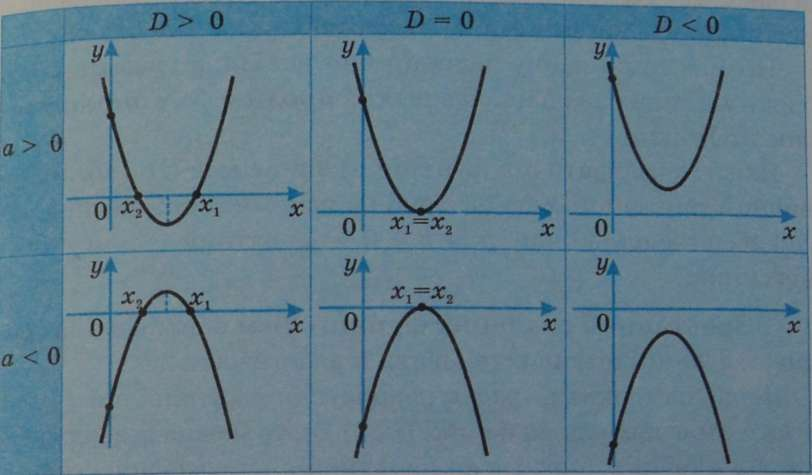 D > 0 D = 0 D < 0
a > 0
y y y
0 x₂ x₁ x
0 x₁=x₂ x
0 x
a < 0
y y y
x₂ x₁ x₁=x₂
0 x 0 x 0 x